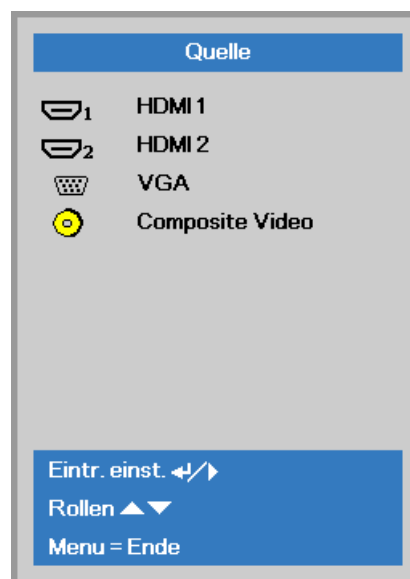 Quelle
1 HDMI 1
2 HDMI 2
VGA
Composite Video
Eintr. einst. ↵/▶
Rollen ▲▼
Menu = Ende